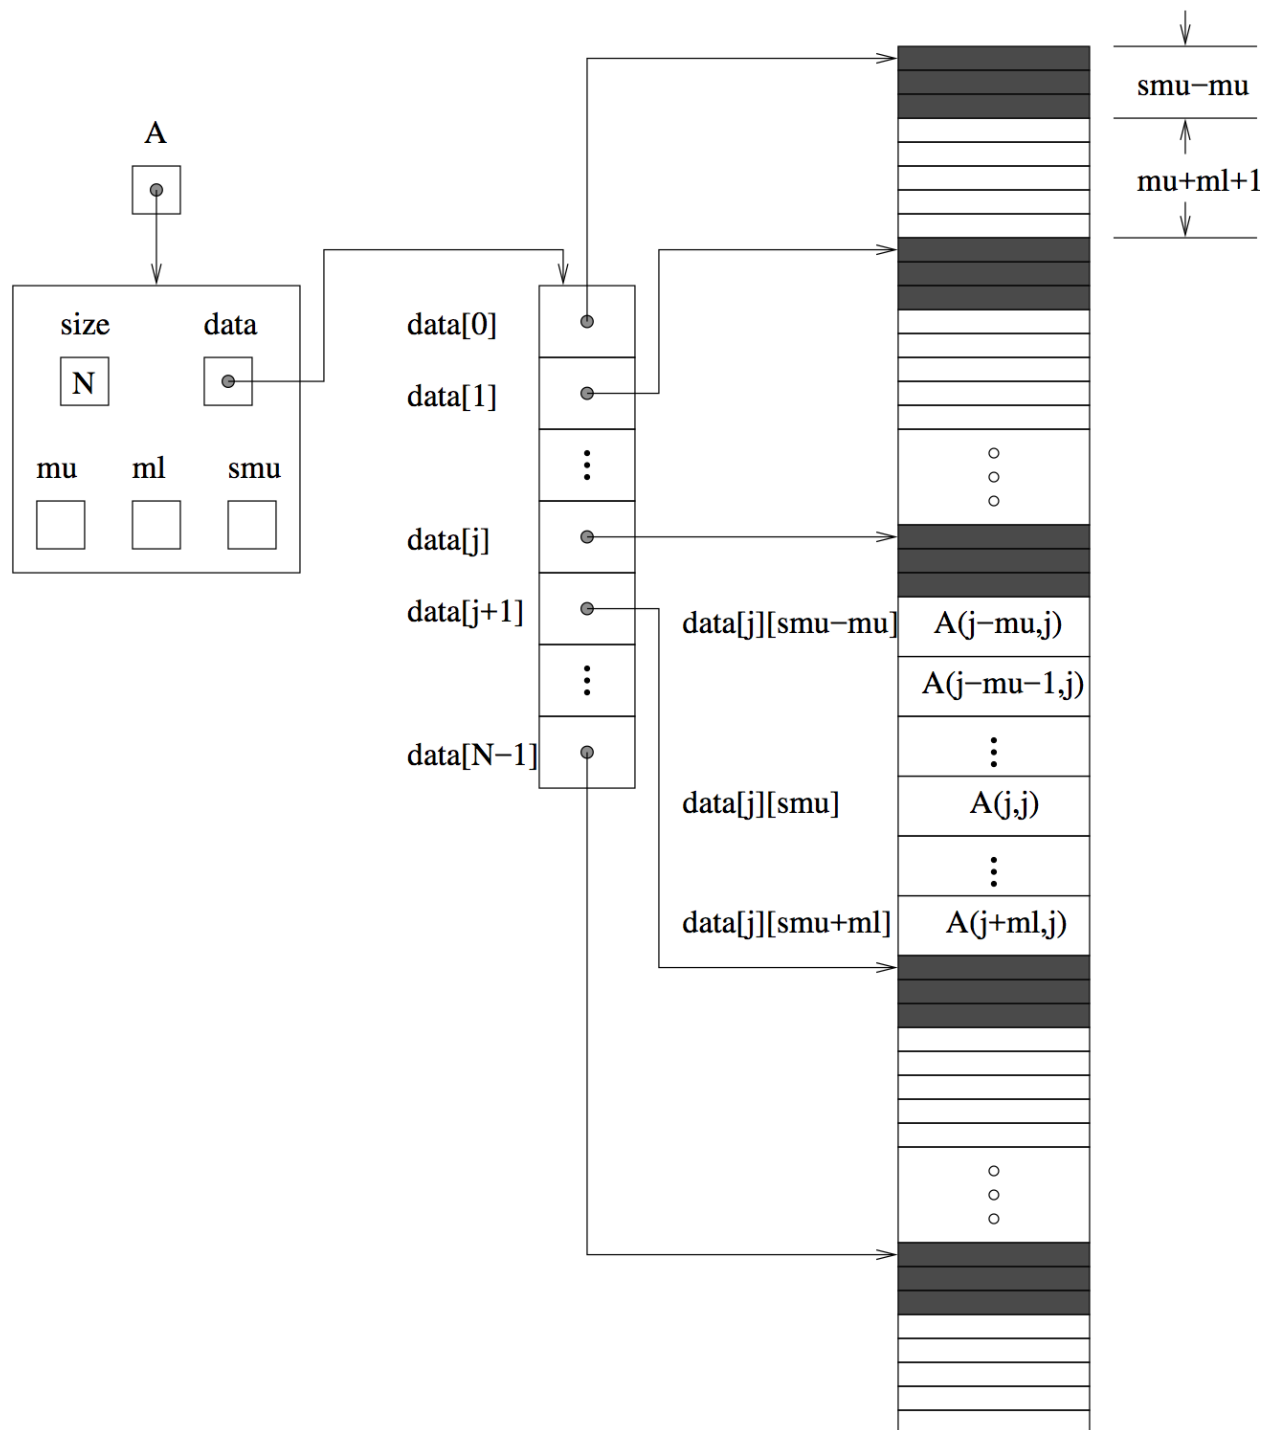 A
size data
N
mu ml smu
data[0]
data[1]
data[j]
data[j+1]
data[N−1]
data[j][smu−mu]
data[j][smu]
data[j][smu+ml]
A(j−mu,j)
A(j−mu−1,j)
A(j,j)
A(j+ml,j)
smu−mu
mu+ml+1